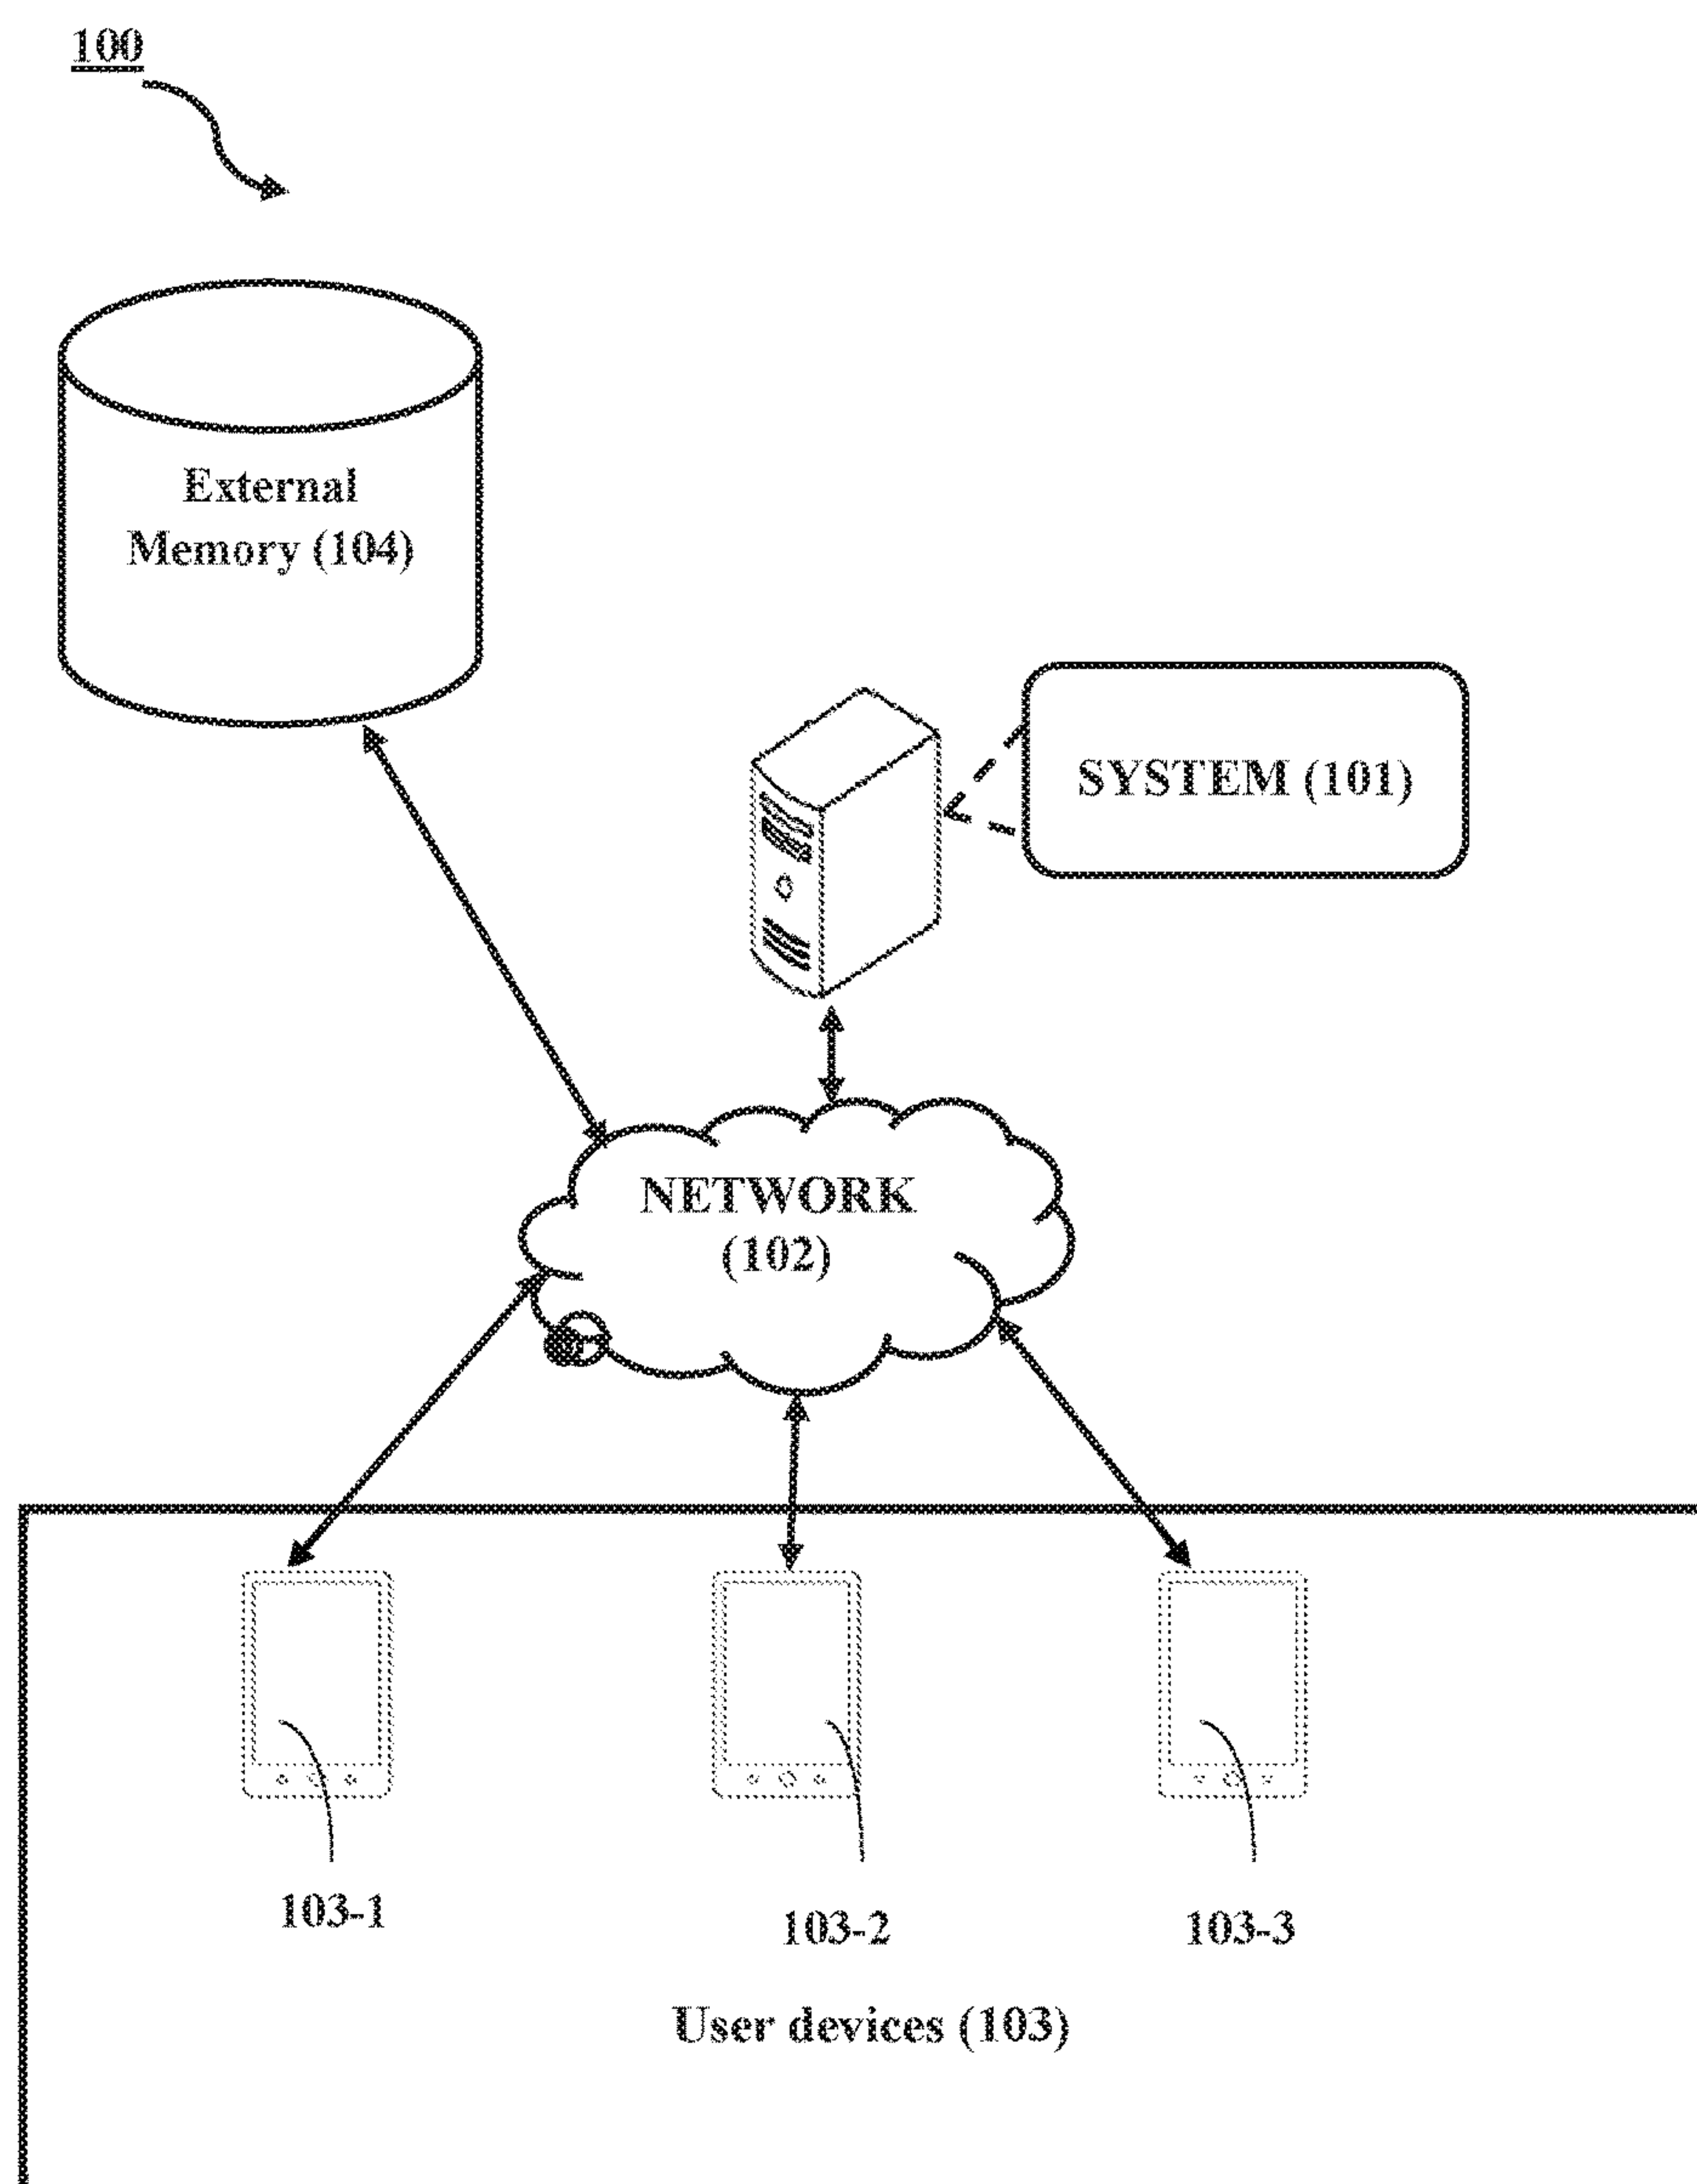 100
External
Memory (104)
SYSTEM (101)
NETWORK
(102)
103-1
103-2
103-3
User devices (103)